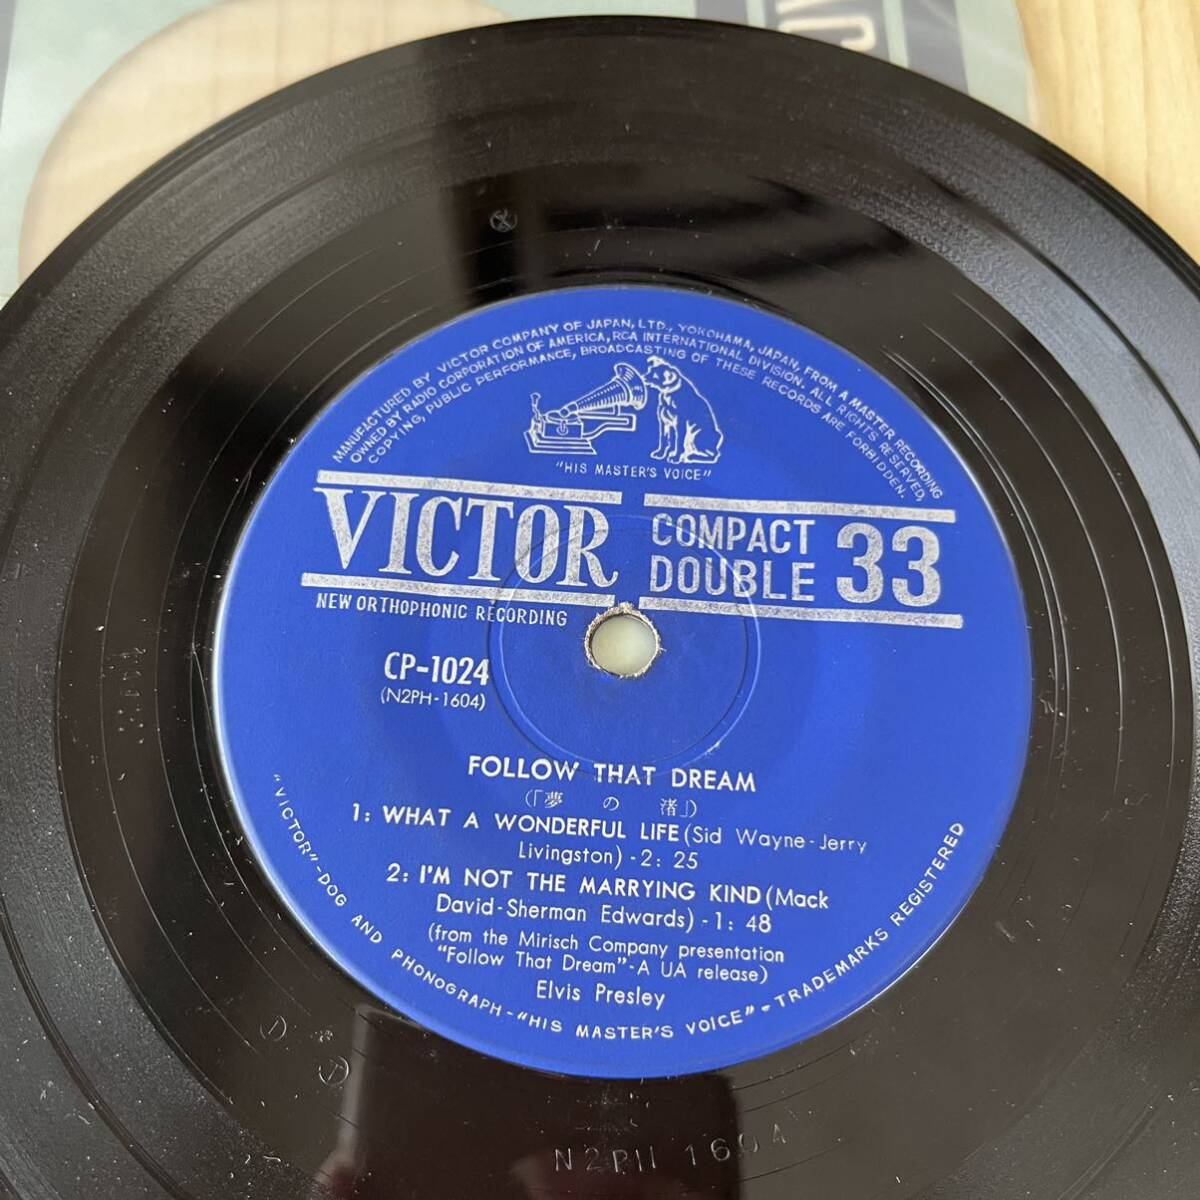 MANUFACTURED BY VICTOR COMPANY OF JAPAN, LTD., YOKOHAMA, JAPAN, FROM A MASTER RECORDING
OWNED BY RADIO CORPORATION OF AMERICA, RCA INTERNATIONAL DIVISION. ALL RIGHTS RESERVED,
COPYING, PUBLIC PERFORMANCE, BROADCASTING OF THESE RECORDS ARE FORBIDDEN.
"HIS MASTER'S VOICE"
VICTOR
COMPACT
DOUBLE 33
NEW ORTHOPHONIC RECORDING
CP-1024
(N2PH-1604)
FOLLOW THAT DREAM
(「夢の渚」)
1: WHAT A WONDERFUL LIFE (Sid Wayne-Jerry
Livingston) -2: 25
2: I'M NOT THE MARRYING KIND (Mack
David-Sherman Edwards) -1: 48
(from the Mirisch Company presentation
"Follow That Dream"-A UA release)
Elvis Presley
"VICTOR"-DOG AND PHONOGRAPH-"HIS MASTER'S VOICE"-TRADEMARKS REGISTERED